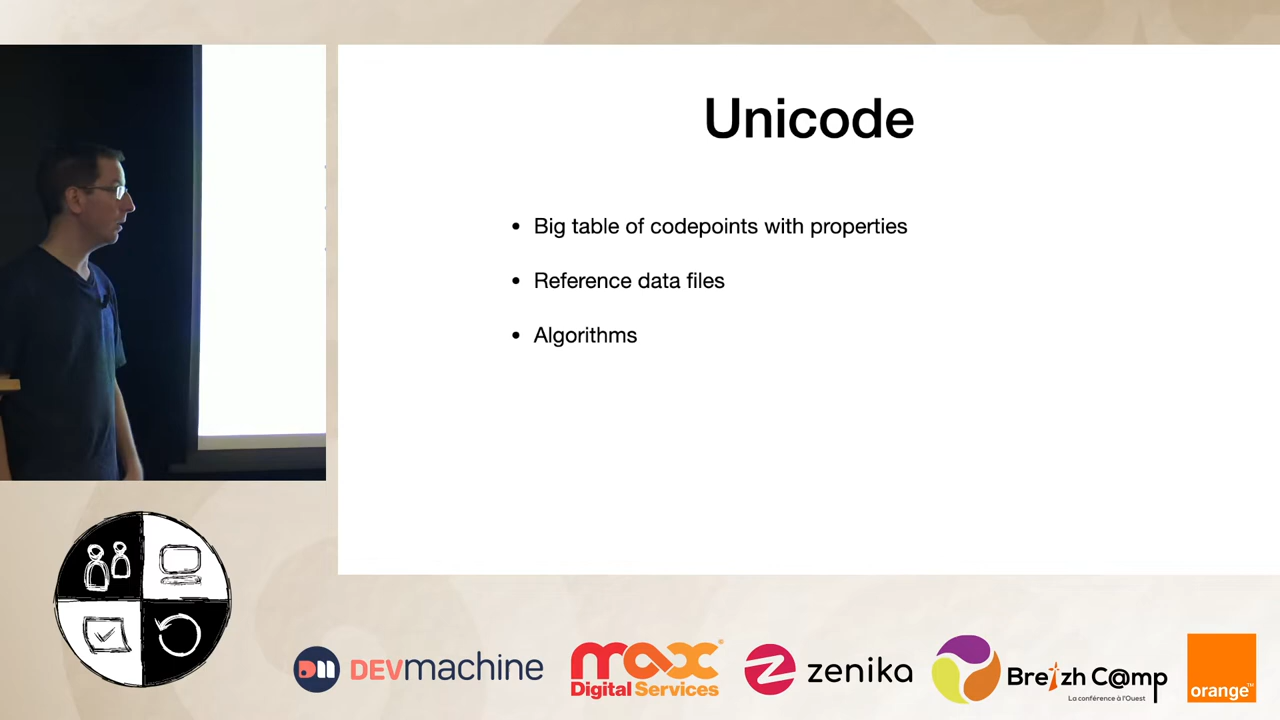 Unicode
• Big table of codepoints with properties
• Reference data files
• Algorithms
DEVmachine
max
Digital Services
zenika
Breizh C@mp
La conférence à l'Ouest
orange™